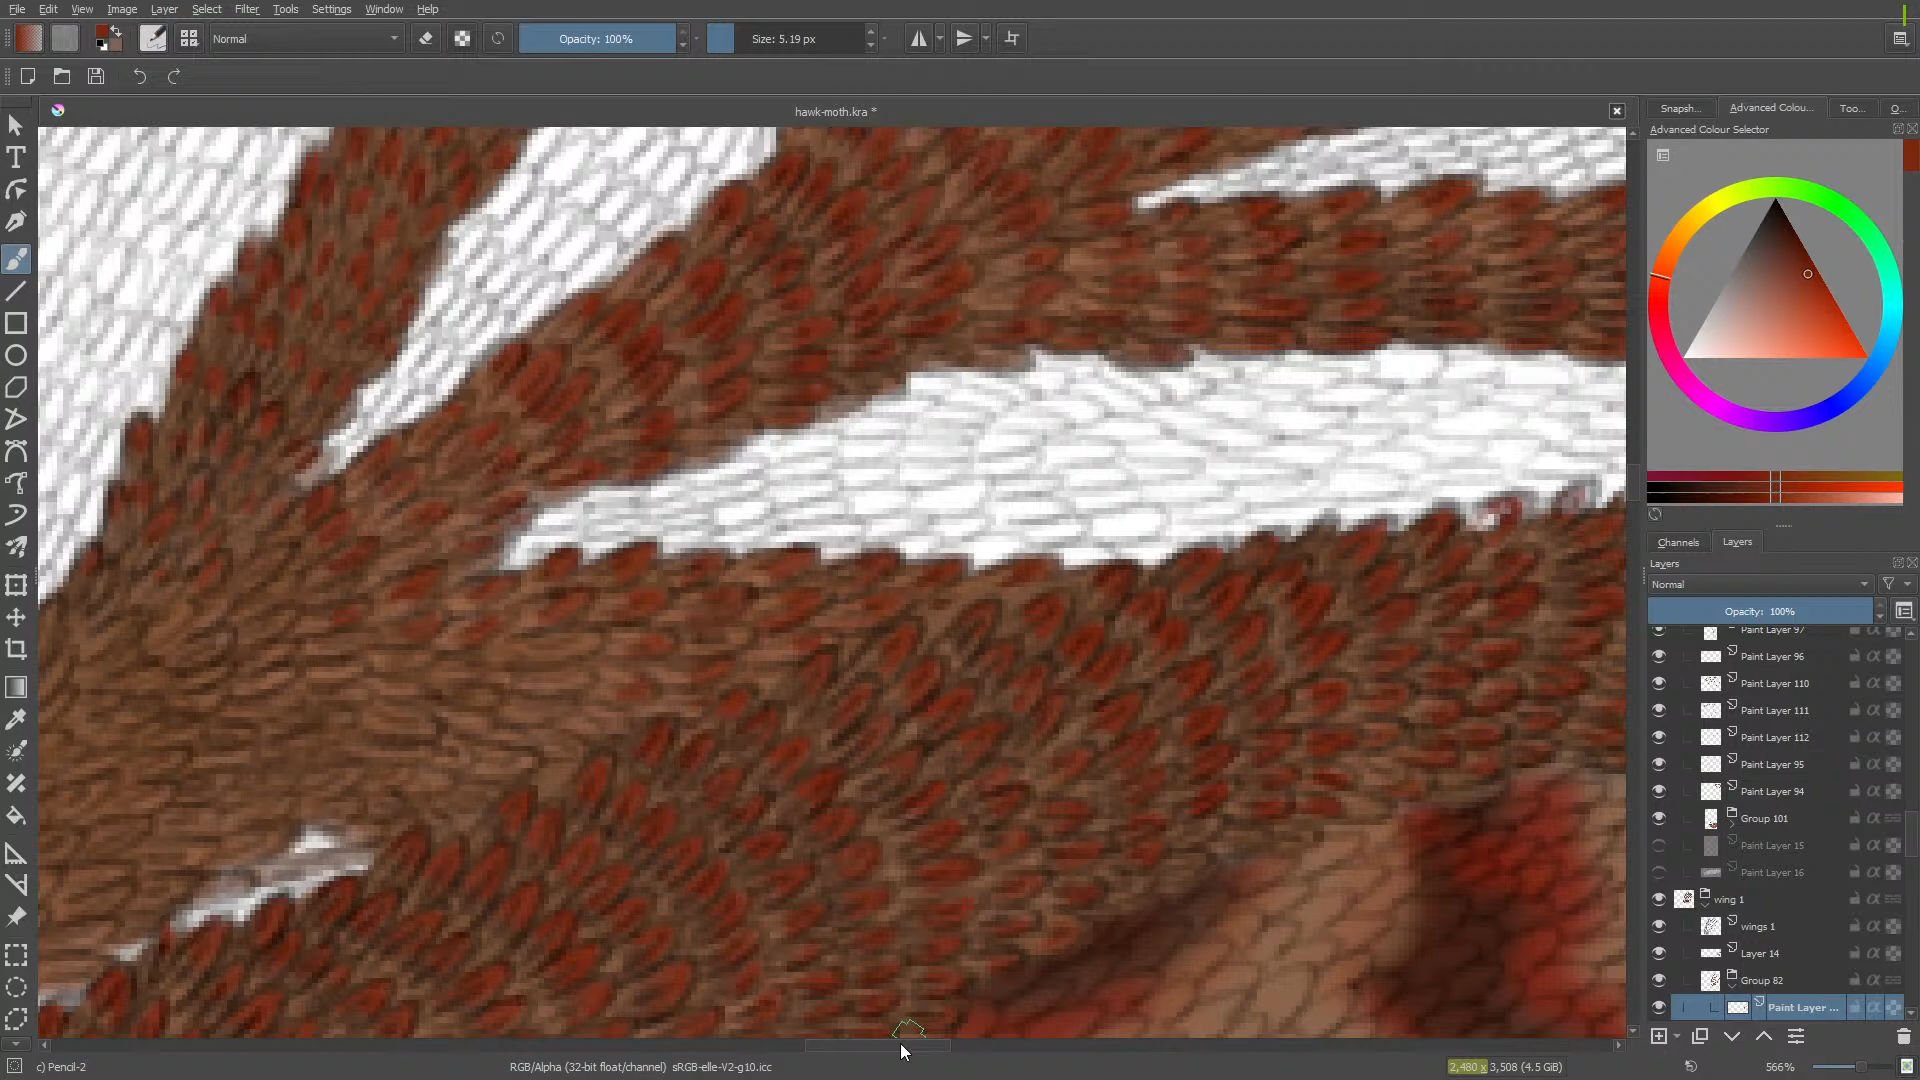 File Edit View Image Layer Select Filter Tools Settings Window Help
Normal Opacity: 100% Size: 5.19 px
hawk-moth.kra *
Snapsh... Advanced Colou... Too... O...
Advanced Colour Selector
Channels Layers
Layers
Normal
Opacity: 100%
Paint Layer 97
Paint Layer 96
Paint Layer 110
Paint Layer 111
Paint Layer 112
Paint Layer 95
Paint Layer 94
Group 101
Paint Layer 15
Paint Layer 16
wing 1
wings 1
Layer 14
Group 82
Paint Layer ...
c) Pencil-2 RGB/Alpha (32-bit float/channel) sRGB-elle-V2-g10.icc 2,480 x 3,508 (4.5 GiB) 566%